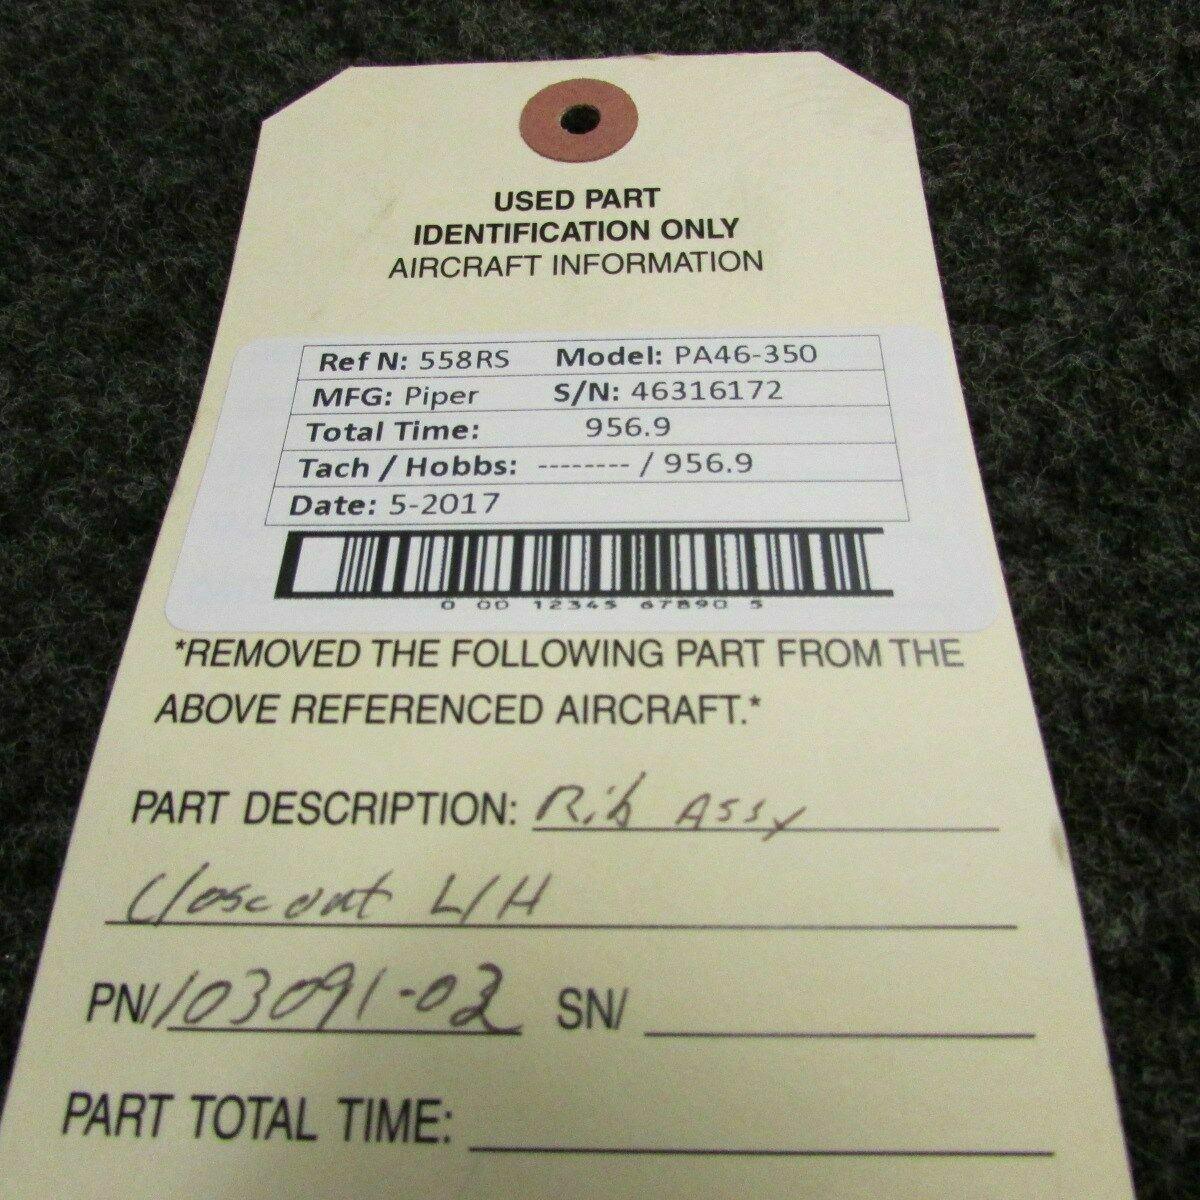 USED PART
IDENTIFICATION ONLY
AIRCRAFT INFORMATION
Ref N: 558RS Model: PA46-350
MFG: Piper S/N: 46316172
Total Time: 956.9
Tach / Hobbs: -------- / 956.9
Date: 5-2017
0 00 12345 67890 5
*REMOVED THE FOLLOWING PART FROM THE
ABOVE REFERENCED AIRCRAFT.*
PART DESCRIPTION: Rib Assy
Closeout L/H
PN/ 103091-02 SN/
PART TOTAL TIME: